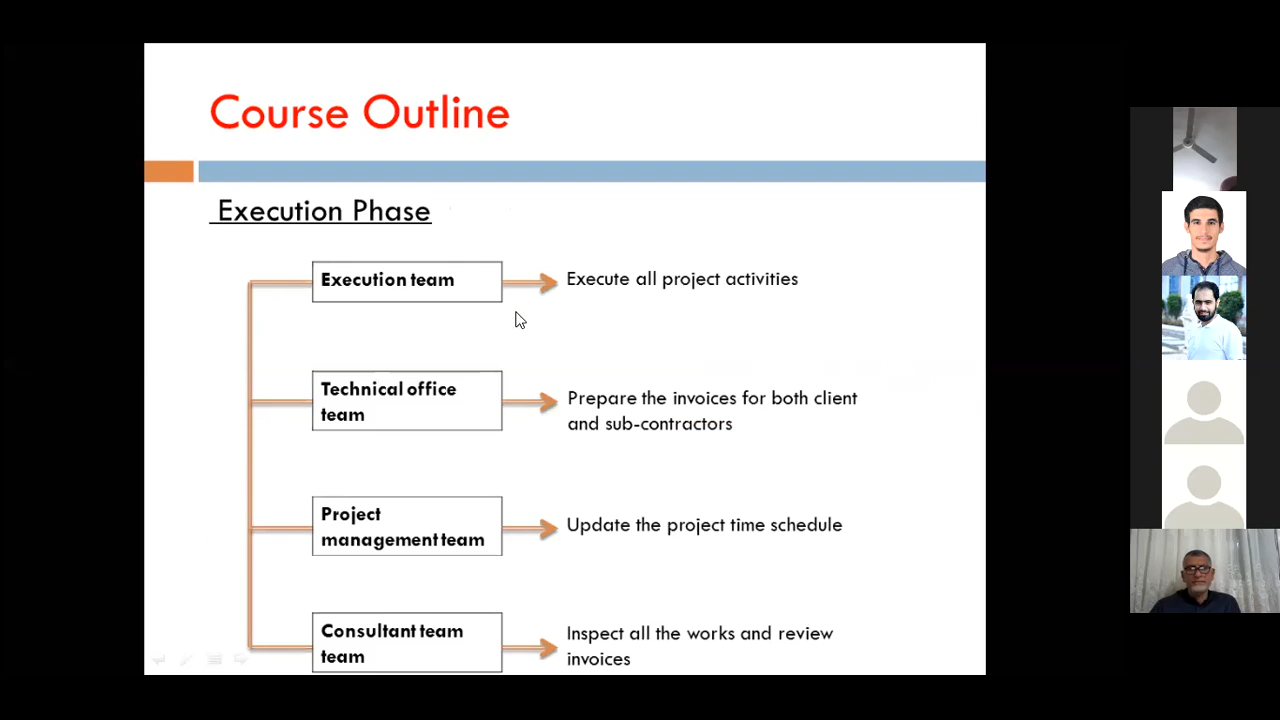 Course Outline
Execution Phase
Execution team
Execute all project activities
Technical office
team
Prepare the invoices for both client
and sub-contractors
Project
management team
Update the project time schedule
Consultant team
team
Inspect all the works and review
invoices